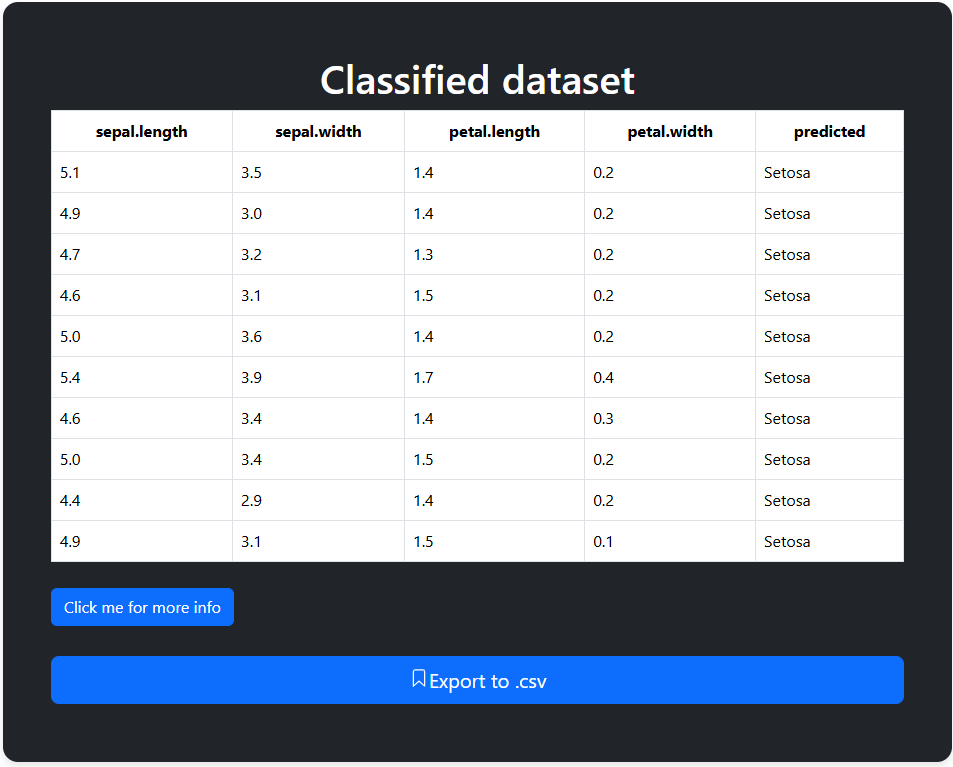 Classified dataset
sepal.length sepal.width petal.length petal.width predicted
5.1 3.5 1.4 0.2 Setosa
4.9 3.0 1.4 0.2 Setosa
4.7 3.2 1.3 0.2 Setosa
4.6 3.1 1.5 0.2 Setosa
5.0 3.6 1.4 0.2 Setosa
5.4 3.9 1.7 0.4 Setosa
4.6 3.4 1.4 0.3 Setosa
5.0 3.4 1.5 0.2 Setosa
4.4 2.9 1.4 0.2 Setosa
4.9 3.1 1.5 0.1 Setosa
Click me for more info
Export to .csv